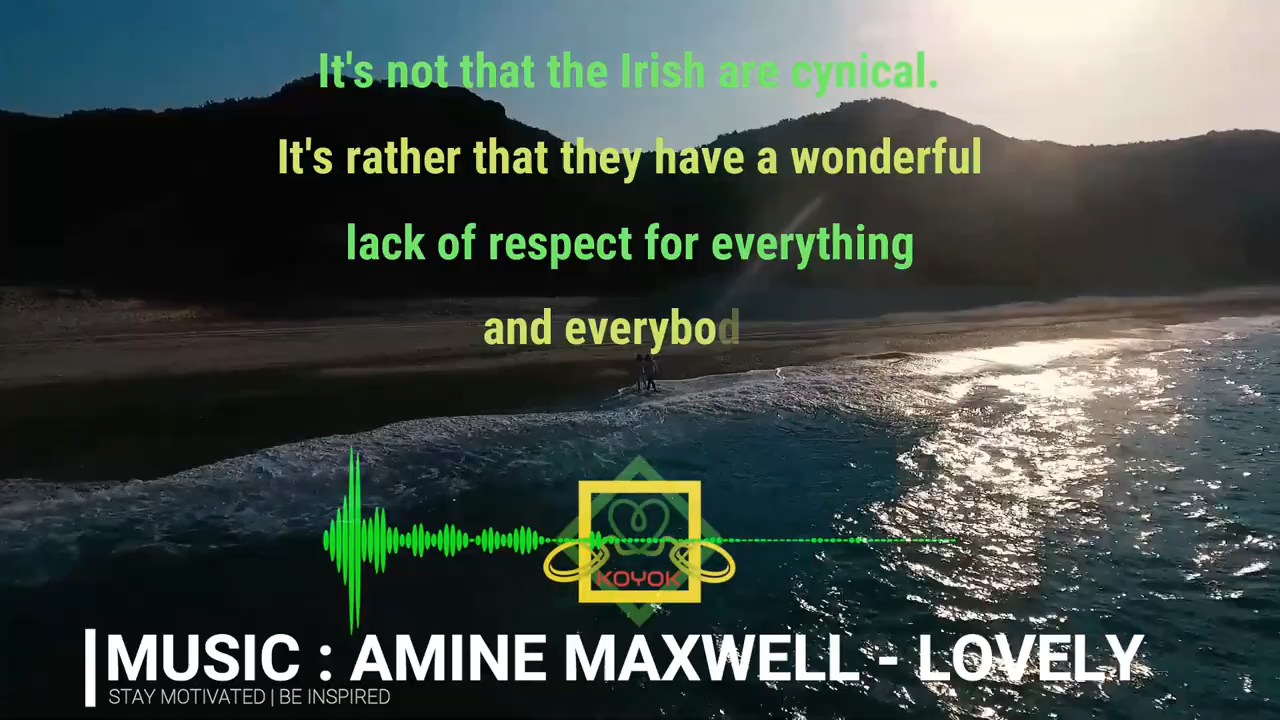 It's not that the Irish are cynical.
It's rather that they have a wonderful
lack of respect for everything
and everybod
KOYOK
MUSIC : AMINE MAXWELL - LOVELY
STAY MOTIVATED | BE INSPIRED